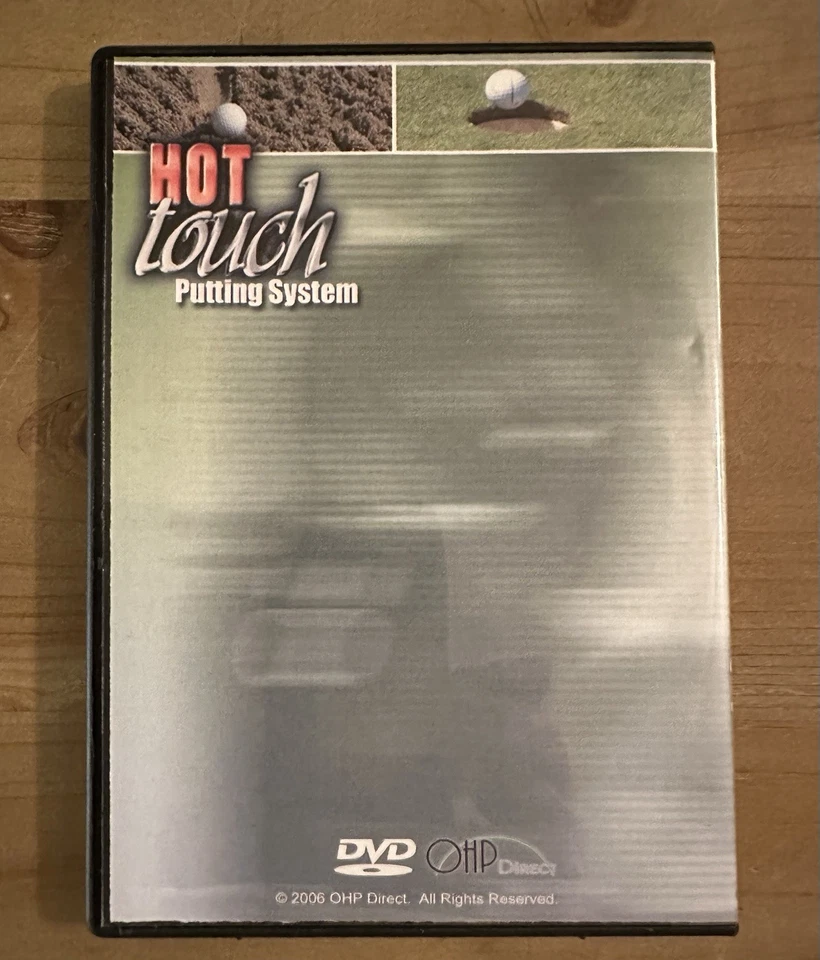 HOT
touch
Putting System
DVD OHP DIRECT
© 2006 OHP Direct. All Rights Reserved.